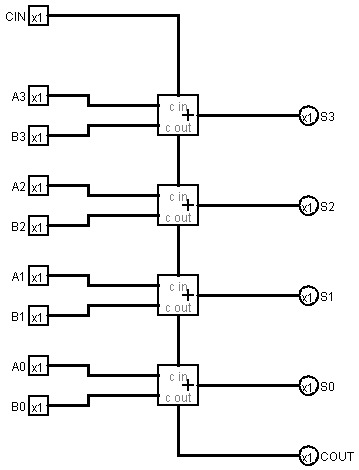 CIN x1
A3 x1
c in
+
x1 S3
B3 x1
c out
A2 x1
c in
+
x1 S2
B2 x1
c out
A1 x1
c in
+
x1 S1
B1 x1
c out
A0 x1
c in
+
x1 S0
B0 x1
c out
x1 COUT